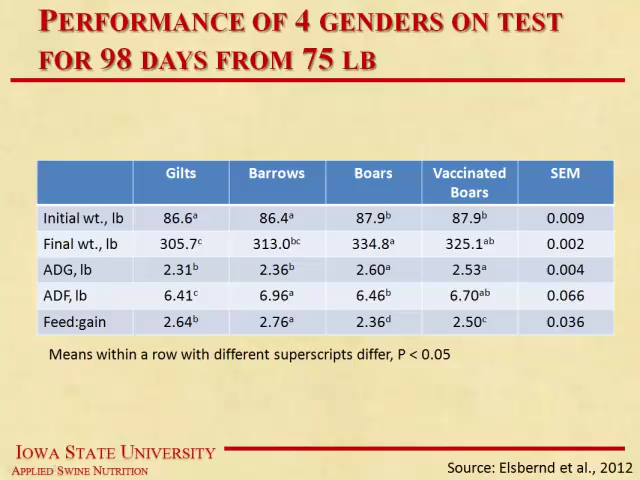 PERFORMANCE OF 4 GENDERS ON TEST
FOR 98 DAYS FROM 75 LB
Gilts Barrows Boars Vaccinated Boars SEM
Initial wt., lb 86.6ᵃ 86.4ᵃ 87.9ᵇ 87.9ᵇ 0.009
Final wt., lb 305.7ᶜ 313.0ᵇᶜ 334.8ᵃ 325.1ᵃᵇ 0.002
ADG, lb 2.31ᵇ 2.36ᵇ 2.60ᵃ 2.53ᵃ 0.004
ADF, lb 6.41ᶜ 6.96ᵃ 6.46ᵇ 6.70ᵃᵇ 0.066
Feed:gain 2.64ᵇ 2.76ᵃ 2.36ᵈ 2.50ᶜ 0.036
Means within a row with different superscripts differ, P < 0.05
IOWA STATE UNIVERSITY
APPLIED SWINE NUTRITION
Source: Elsbernd et al., 2012